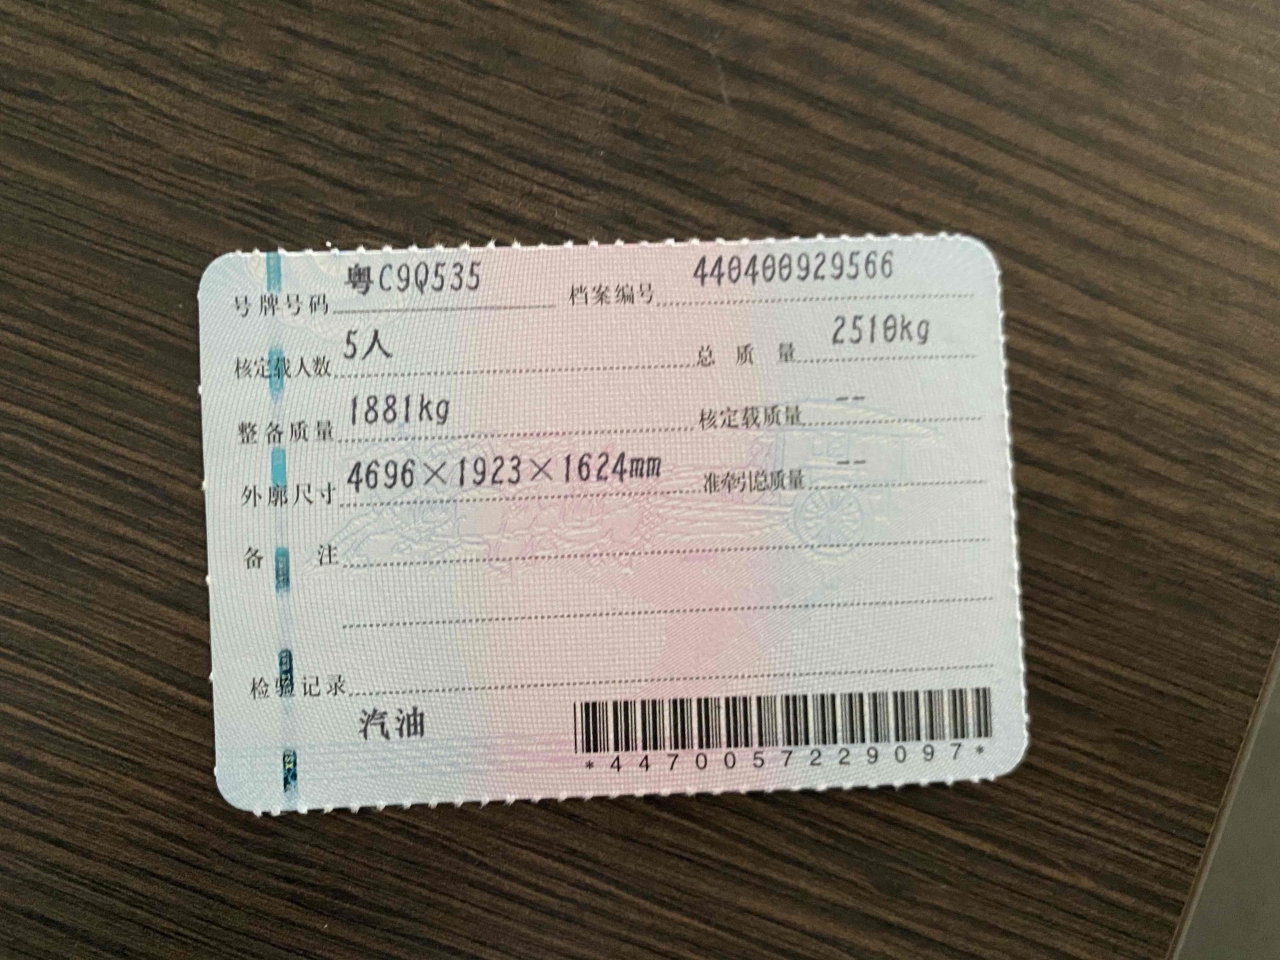 号牌号码 粤C9Q535 档案编号 440400929566
核定载人数 5人 总质量 2510kg
整备质量 1881kg 核定载质量 --
外廓尺寸 4696×1923×1624mm 准牵引总质量 --
备注
检验记录
汽油 *4470057229097*